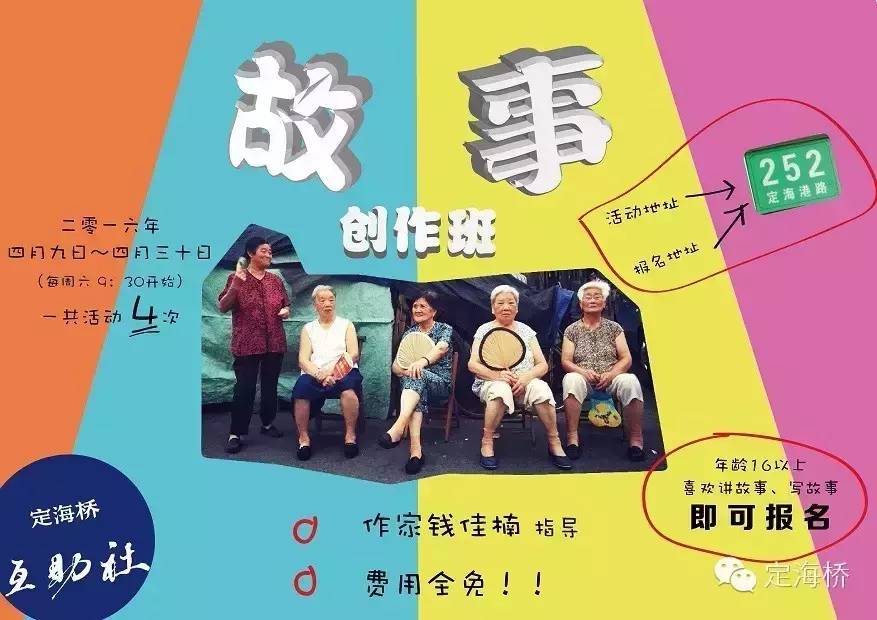 故事
创作班
二零一六年
四月九日～四月三十日
（每周六 9：30开始）
一共活动4次
252
定海港路
活动地址
报名地址
年龄16以上
喜欢讲故事、写故事
即可报名
作家钱佳楠 指导
费用全免！！
定海桥
互助社
定海桥